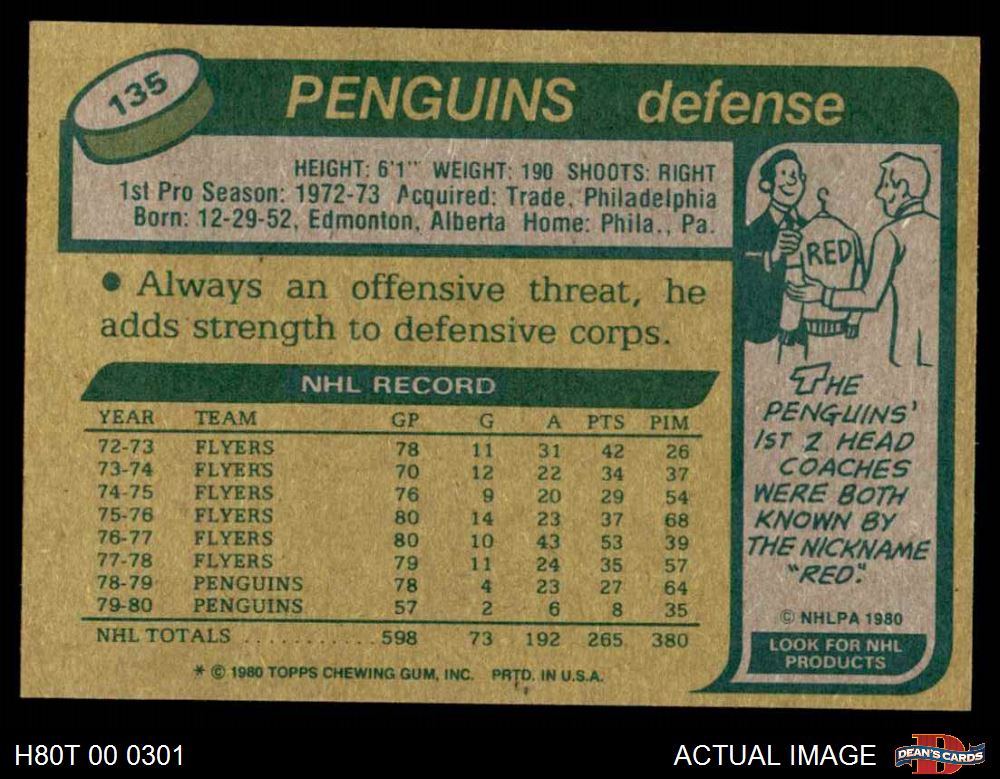 135
PENGUINS defense
HEIGHT: 6'1" WEIGHT: 190 SHOOTS: RIGHT
1st Pro Season: 1972-73 Acquired: Trade, Philadelphia
Born: 12-29-52, Edmonton, Alberta Home: Phila., Pa.
• Always an offensive threat, he
adds strength to defensive corps.
NHL RECORD
YEAR TEAM GP G A PTS PIM
72-73 FLYERS 78 11 31 42 26
73-74 FLYERS 70 12 22 34 37
74-75 FLYERS 76 9 20 29 54
75-76 FLYERS 80 14 23 37 68
76-77 FLYERS 80 10 43 53 39
77-78 FLYERS 79 11 24 35 57
78-79 PENGUINS 78 4 23 27 64
79-80 PENGUINS 57 2 6 8 35
NHL TOTALS .......... 598 73 192 265 380
* © 1980 TOPPS CHEWING GUM, INC. PRTD. IN U.S.A.
RED
THE
PENGUINS'
1ST 2 HEAD
COACHES
WERE BOTH
KNOWN BY
THE NICKNAME
"RED."
© NHLPA 1980
LOOK FOR NHL
PRODUCTS
H80T 00 0301
ACTUAL IMAGE
D
DEAN'S CARDS